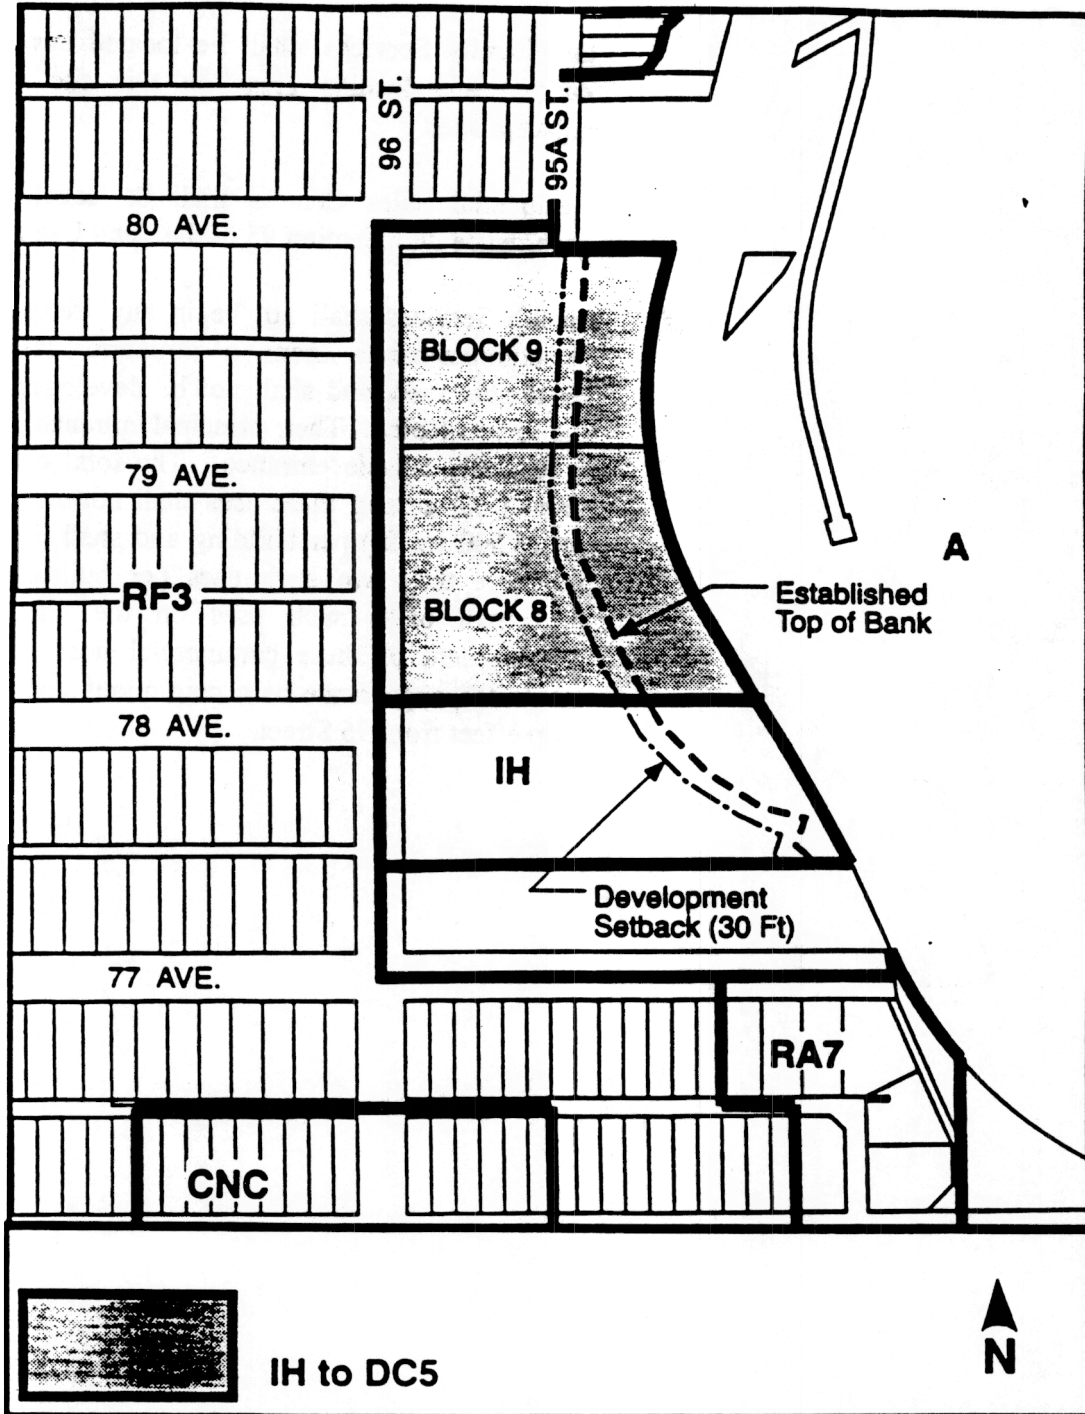 96 ST.
95A ST.
80 AVE.
BLOCK 9
79 AVE.
A
RF3
BLOCK 8
Established
Top of Bank
78 AVE.
IH
Development
Setback (30 Ft)
77 AVE.
RA7
CNC
IH to DC5
N